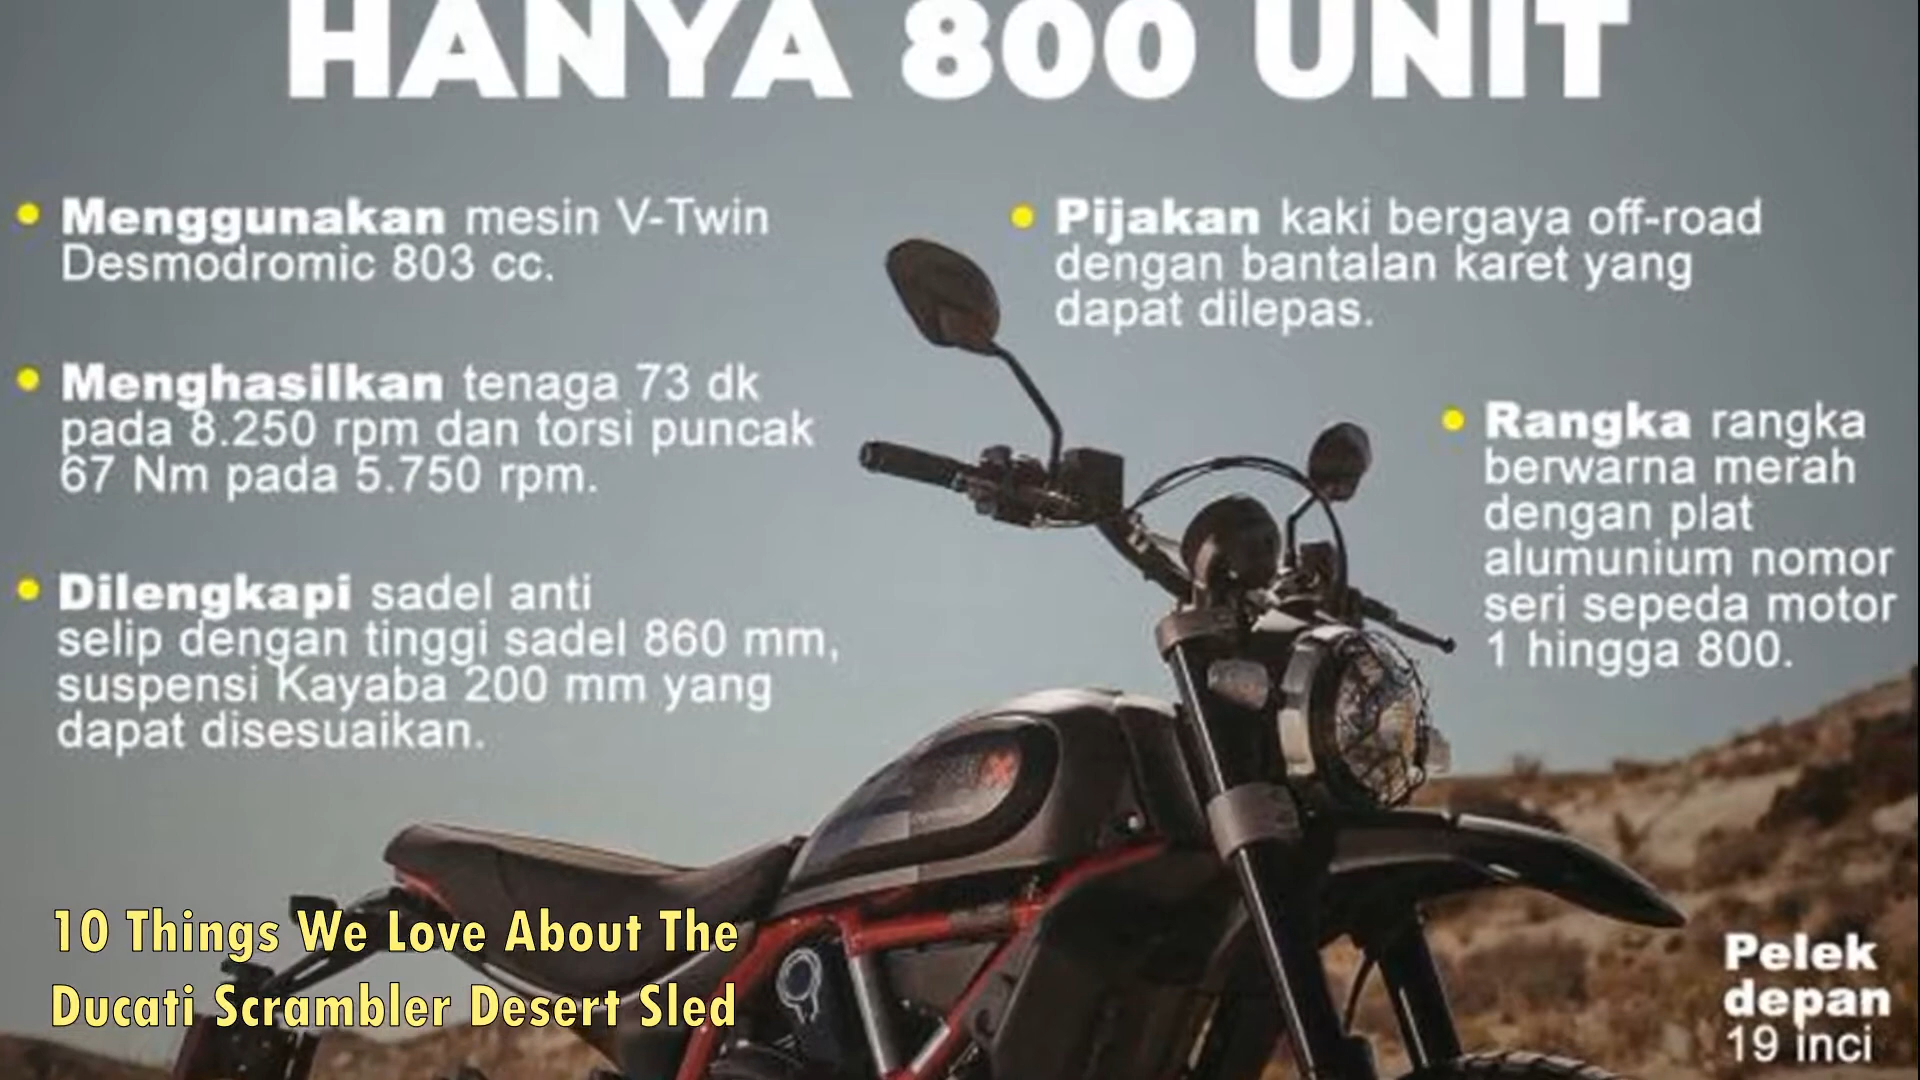 HANYA 800 UNIT
Menggunakan mesin V-Twin
Desmodromic 803 cc.
Menghasilkan tenaga 73 dk
pada 8.250 rpm dan torsi puncak
67 Nm pada 5.750 rpm.
Dilengkapi sadel anti
selip dengan tinggi sadel 860 mm,
suspensi Kayaba 200 mm yang
dapat disesuaikan.
Pijakan kaki bergaya off-road
dengan bantalan karet yang
dapat dilepas.
Rangka rangka
berwarna merah
dengan plat
alumunium nomor
seri sepeda motor
1 hingga 800.
Pelek
depan
19 inci
10 Things We Love About The
Ducati Scrambler Desert Sled